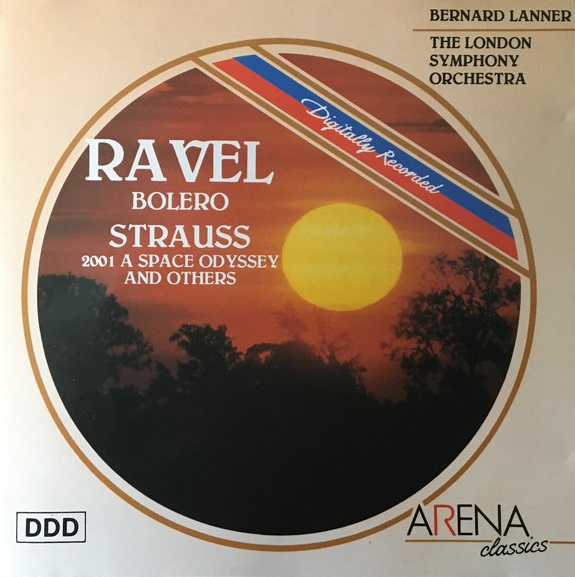 BERNARD LANNER
THE LONDON
SYMPHONY
ORCHESTRA
Digitally Recorded
RAVEL
BOLERO
STRAUSS
2001 A SPACE ODYSSEY
AND OTHERS
DDD
ARENA
classics